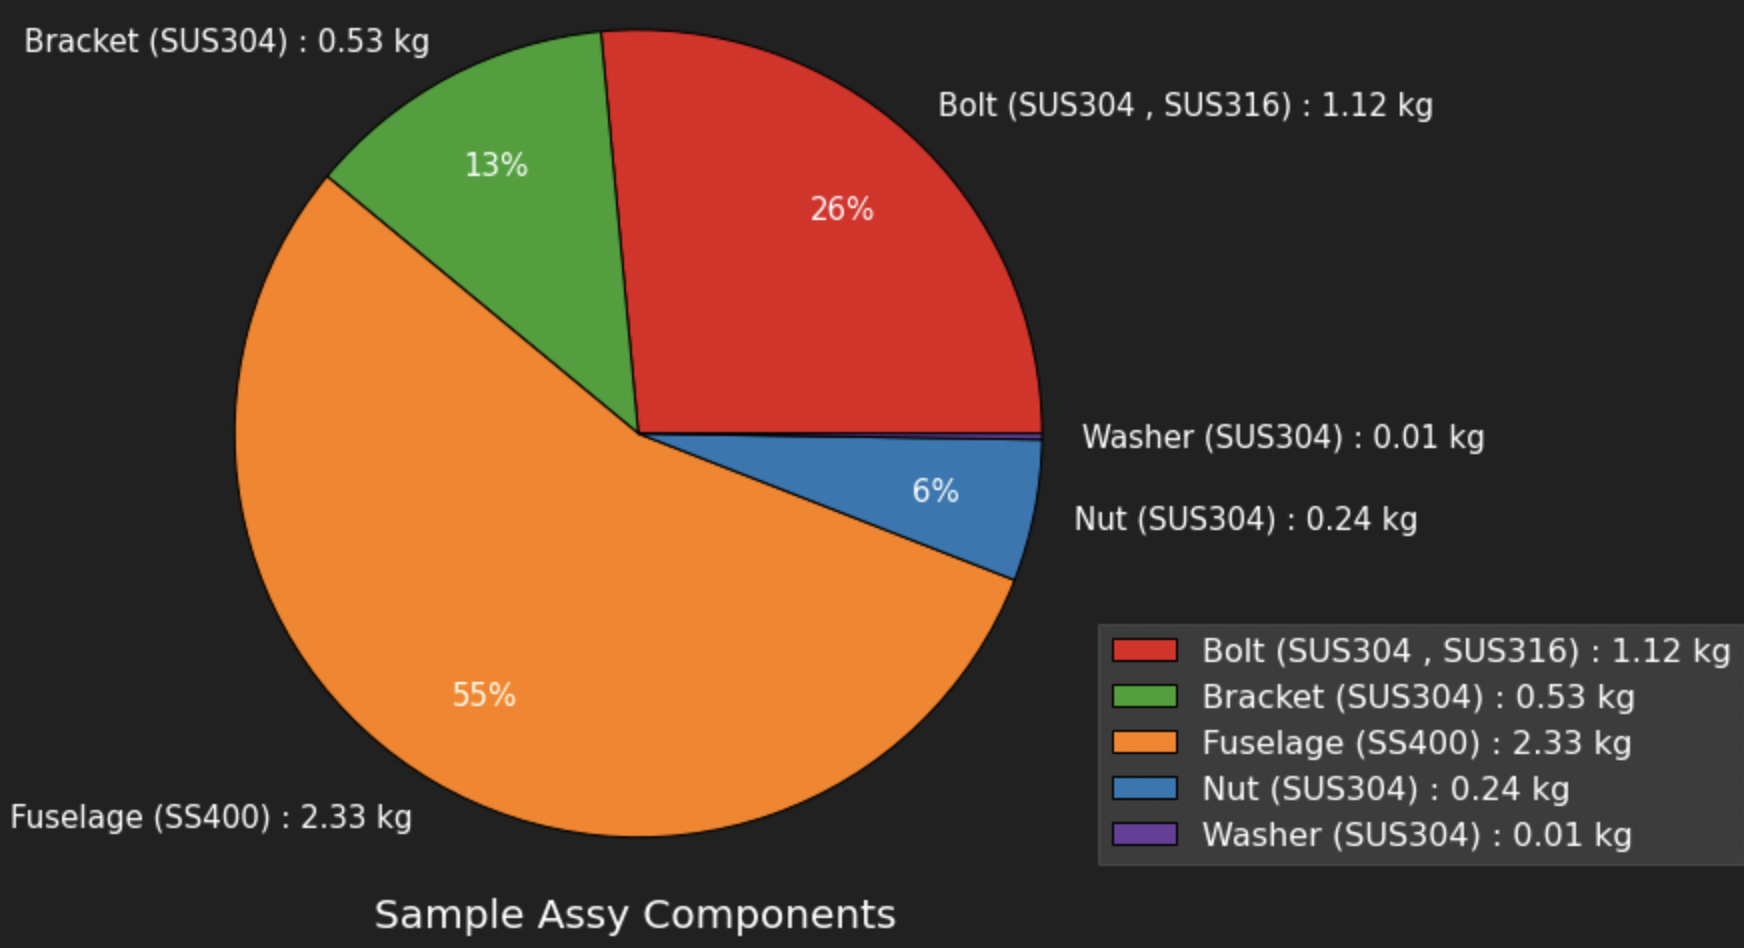 Bracket (SUS304) : 0.53 kg
Bolt (SUS304 , SUS316) : 1.12 kg
13%
26%
Washer (SUS304) : 0.01 kg
6%
Nut (SUS304) : 0.24 kg
55%
Fuselage (SS400) : 2.33 kg
Bolt (SUS304 , SUS316) : 1.12 kg
Bracket (SUS304) : 0.53 kg
Fuselage (SS400) : 2.33 kg
Nut (SUS304) : 0.24 kg
Washer (SUS304) : 0.01 kg
Sample Assy Components